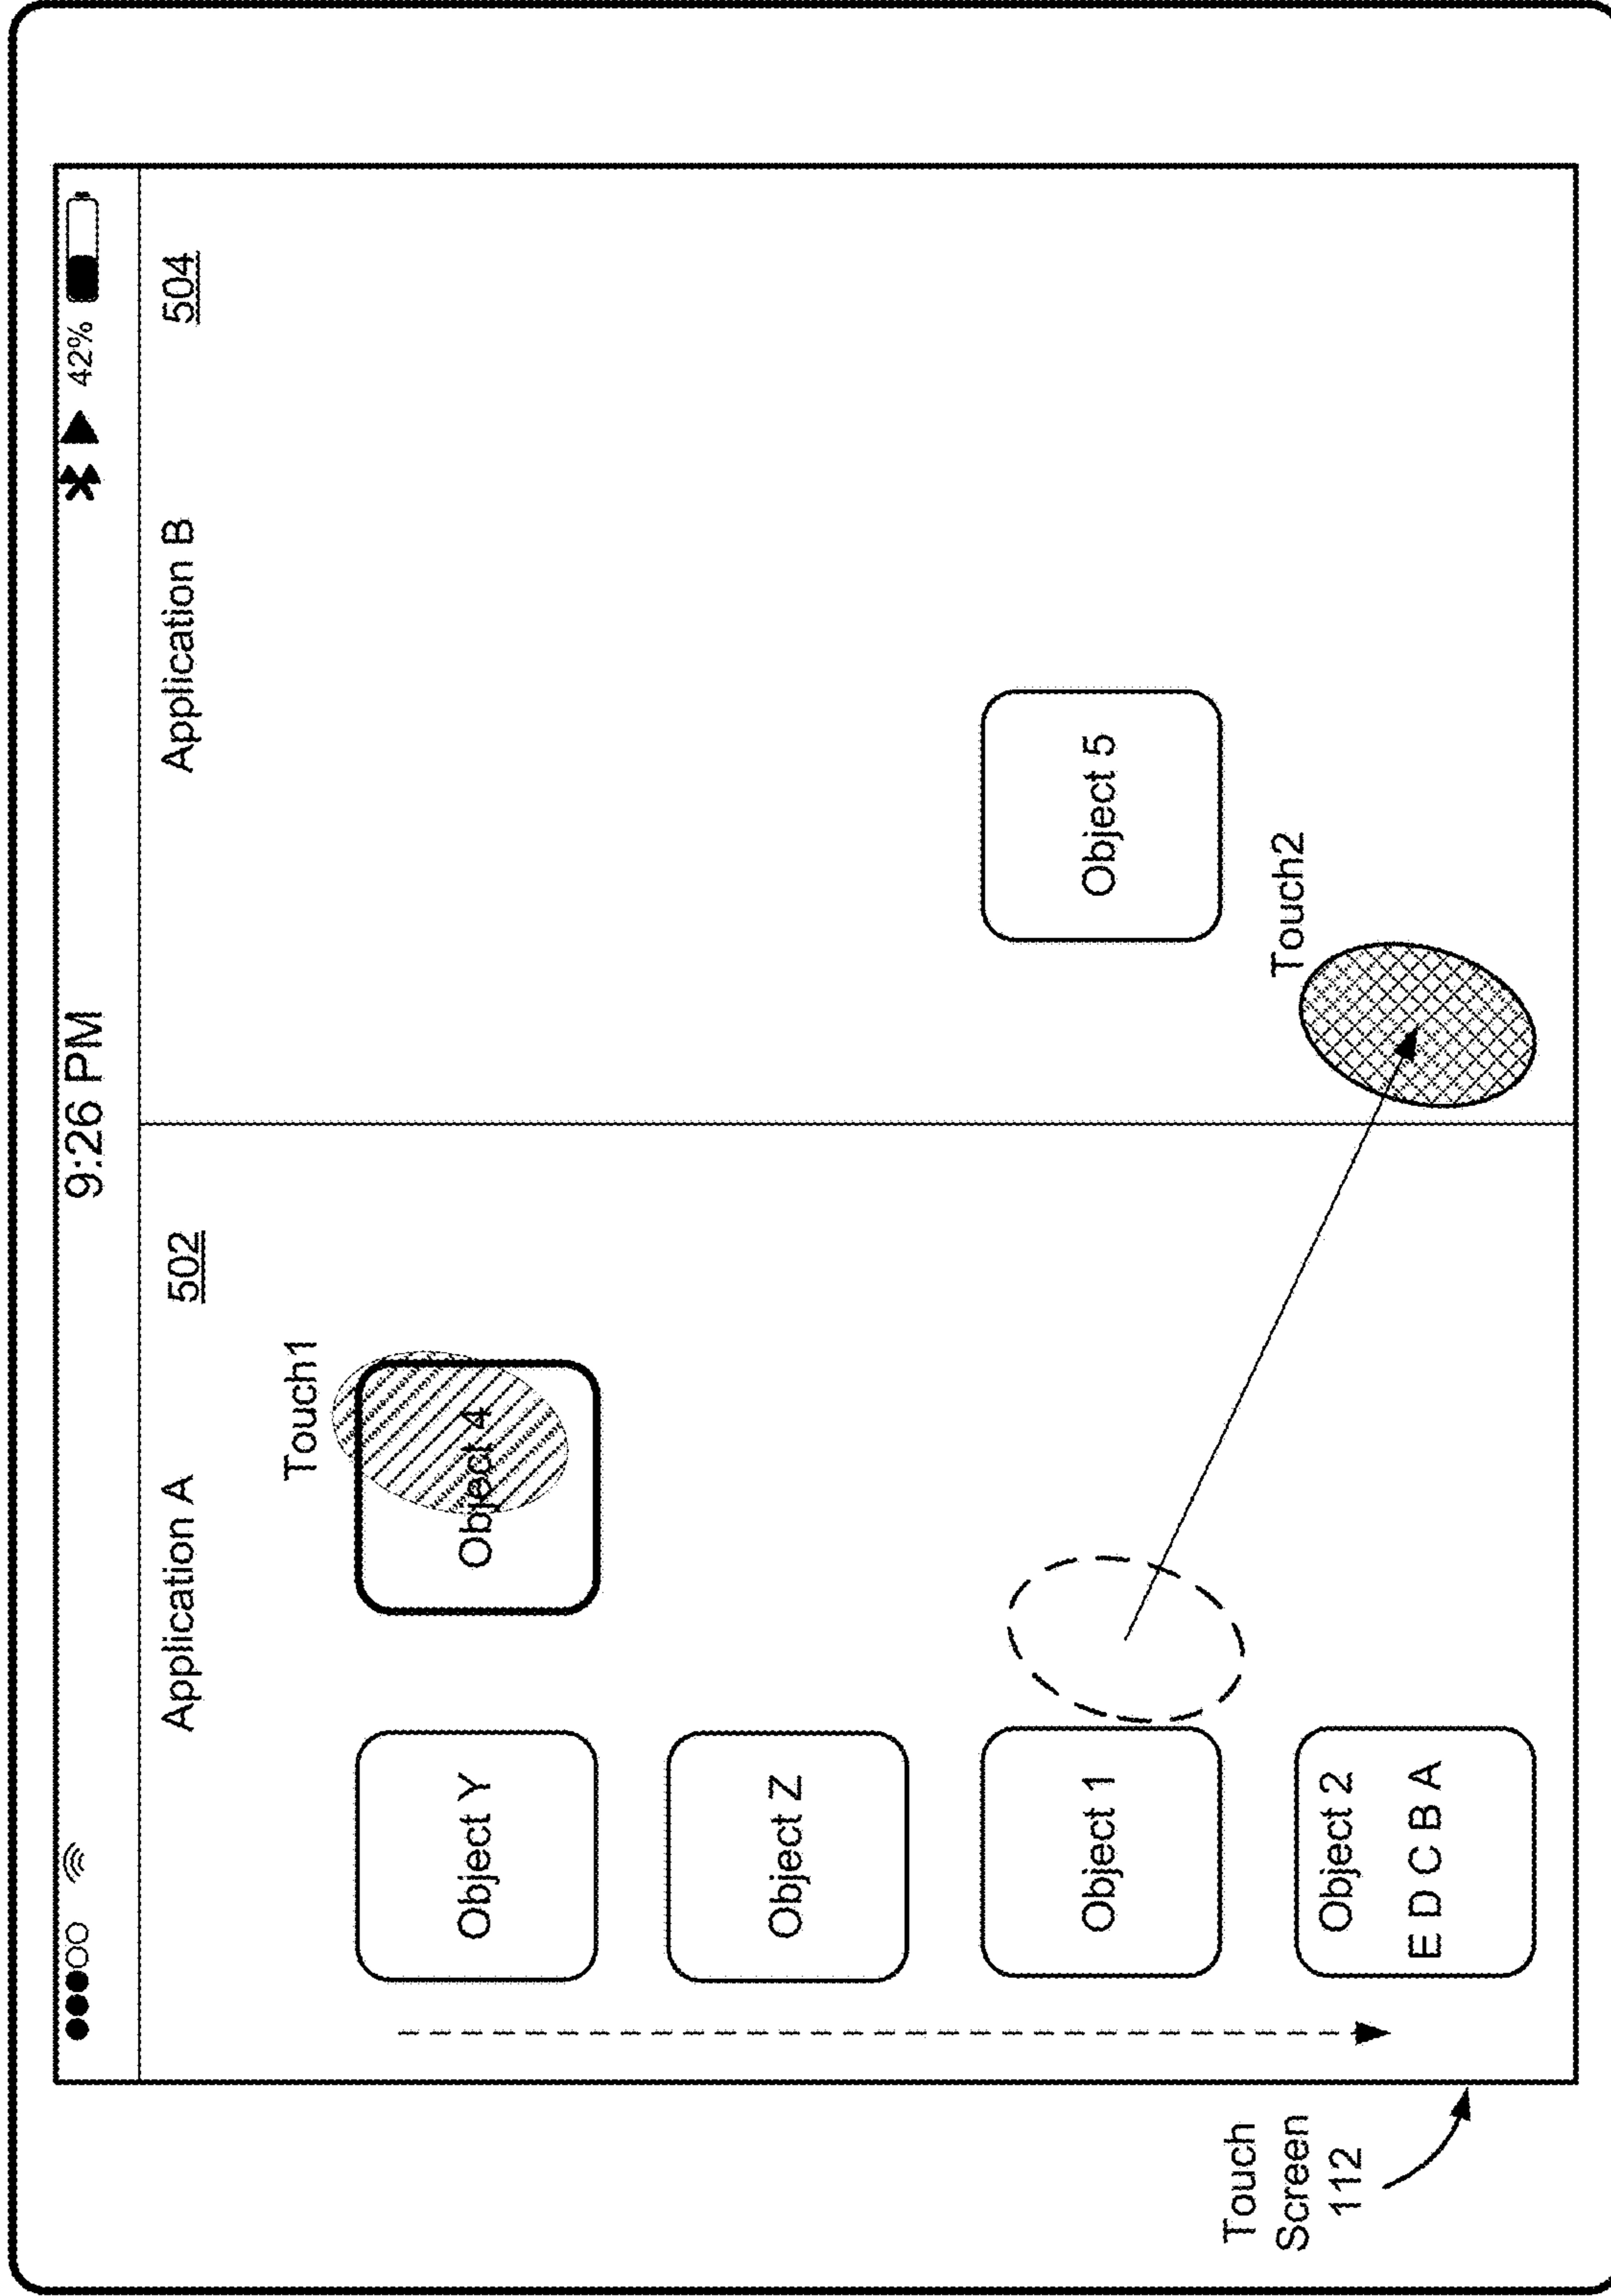 9:26 PM
42%
Application A
502
Application B
504
Touch1
Object Y
Object 4
Object Z
Object 1
Object 5
Touch2
Object 2
E D C B A
Touch
Screen
112